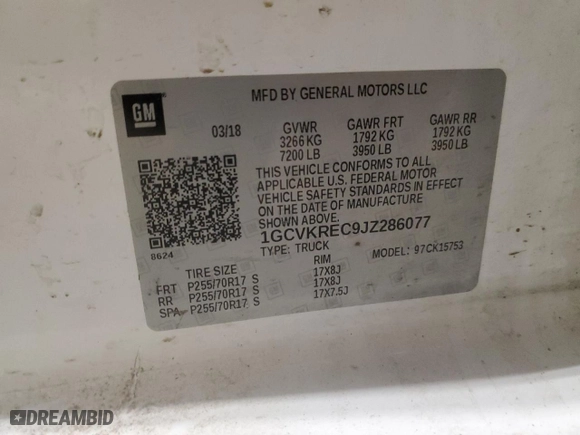 GM
MFD BY GENERAL MOTORS LLC
03/18 GVWR GAWR FRT GAWR RR
3266 KG 1792 KG 1792 KG
7200 LB 3950 LB 3950 LB
THIS VEHICLE CONFORMS TO ALL
APPLICABLE U.S. FEDERAL MOTOR
VEHICLE SAFETY STANDARDS IN EFFECT
ON THE DATE OF MANUFACTURE
SHOWN ABOVE.
1GCVKREC9JZ286077
8624
TYPE: TRUCK MODEL: 97CK15753
TIRE SIZE RIM
FRT P255/70R17 S 17X8J
RR P255/70R17 S 17X8J
SPA P255/70R17 S 17X7.5J
DREAMBID